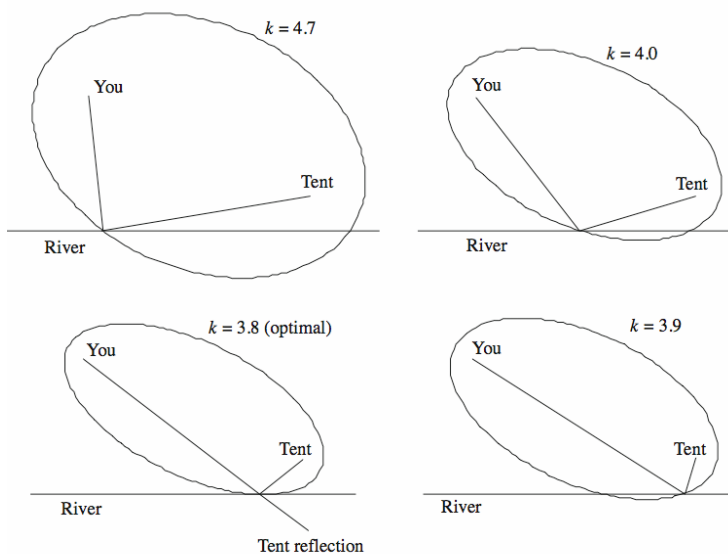 k = 4.7
You
Tent
River
k = 4.0
You
Tent
River
k = 3.8 (optimal)
You
Tent
River
Tent reflection
k = 3.9
You
Tent
River